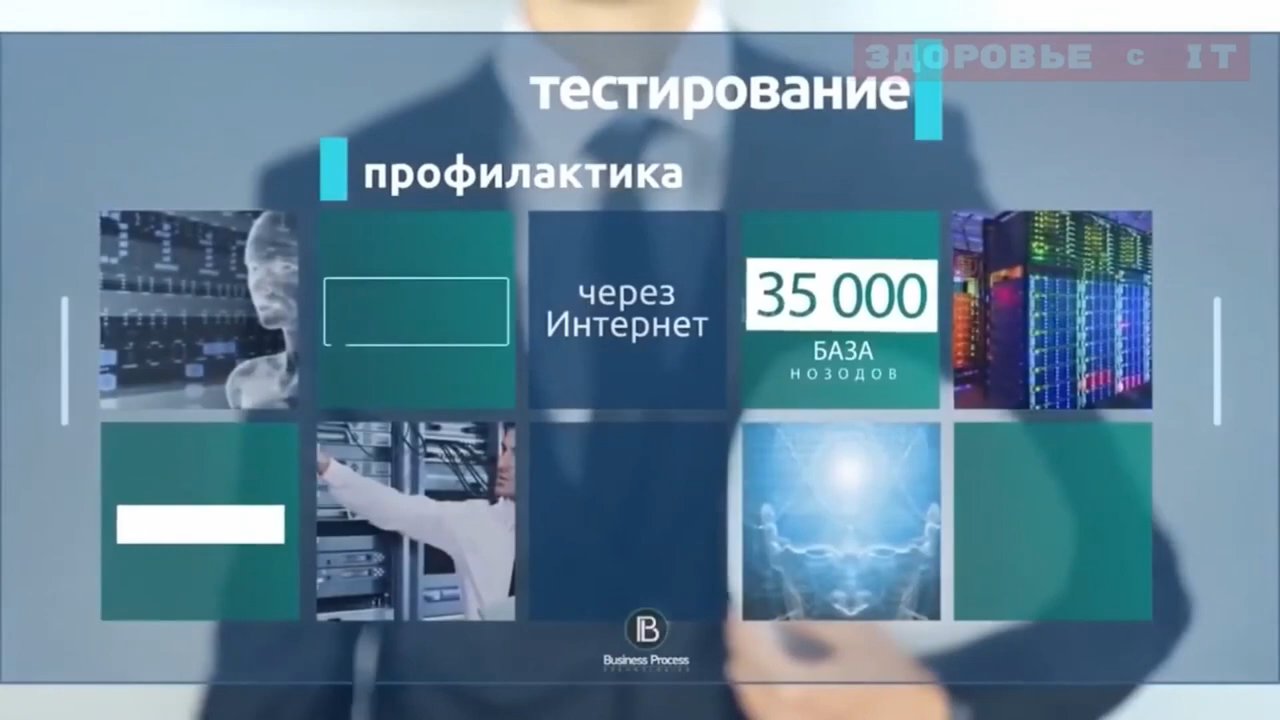 ЗДОРОВЬЕ с IT
тестирование
профилактика
через
Интернет
35 000
БАЗА
НОЗОДОВ
B
Business Process